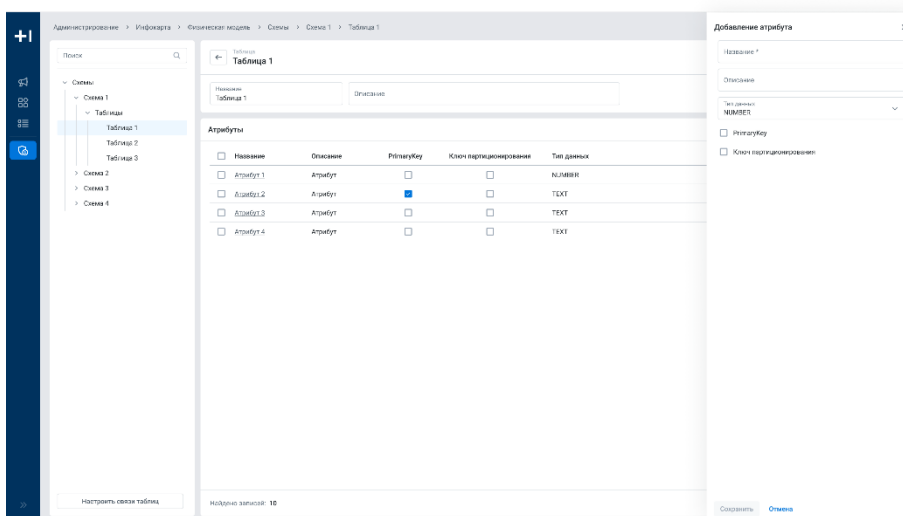 Администрирование > Инфокарта > Физическая модель > Схемы > Схема 1 > Таблица 1
Поиск
Схемы
Схема 1
Таблицы
Таблица 1
Таблица 2
Таблица 3
Схема 2
Схема 3
Схема 4
Настроить связи таблиц
Таблица
Таблица 1
Название
Таблица 1
Описание
Атрибуты
Название Описание PrimaryKey Ключ партиционирования Тип данных
Атрибут 1 Атрибут NUMBER
Атрибут 2 Атрибут TEXT
Атрибут 3 Атрибут TEXT
Атрибут 4 Атрибут TEXT
Найдено записей: 10
Добавление атрибута
Название *
Описание
Тип данных
NUMBER
PrimaryKey
Ключ партиционирования
Сохранить Отмена